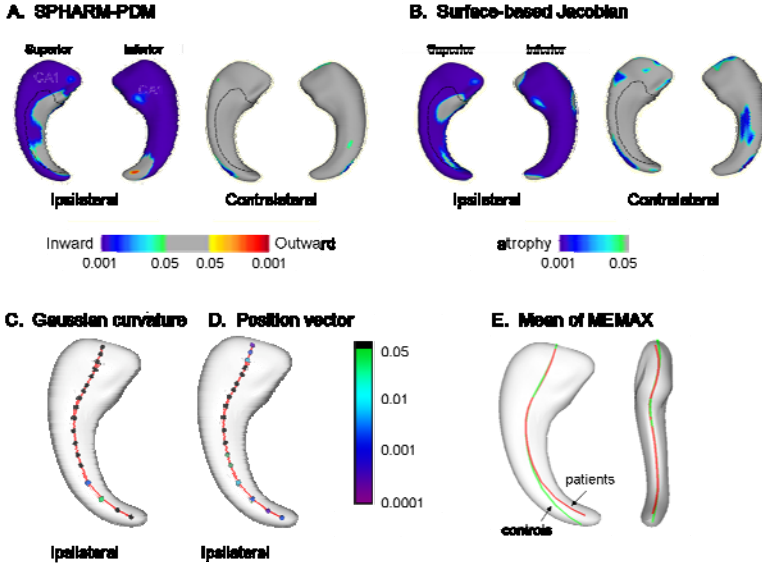 A. SPHARM-PDM
B. Surface-based Jacobian
Superior
Inferior
Superior
Inferior
CA1
CA1
Ipsilateral
Contralateral
Ipsilateral
Contralateral
Inward
Outward
0.001
0.05
0.05
0.001
atrophy
0.001
0.05
C. Gaussian curvature
D. Position vector
E. Mean of MEMAX
0.05
0.01
0.001
0.0001
patients
controls
Ipsilateral
Ipsilateral